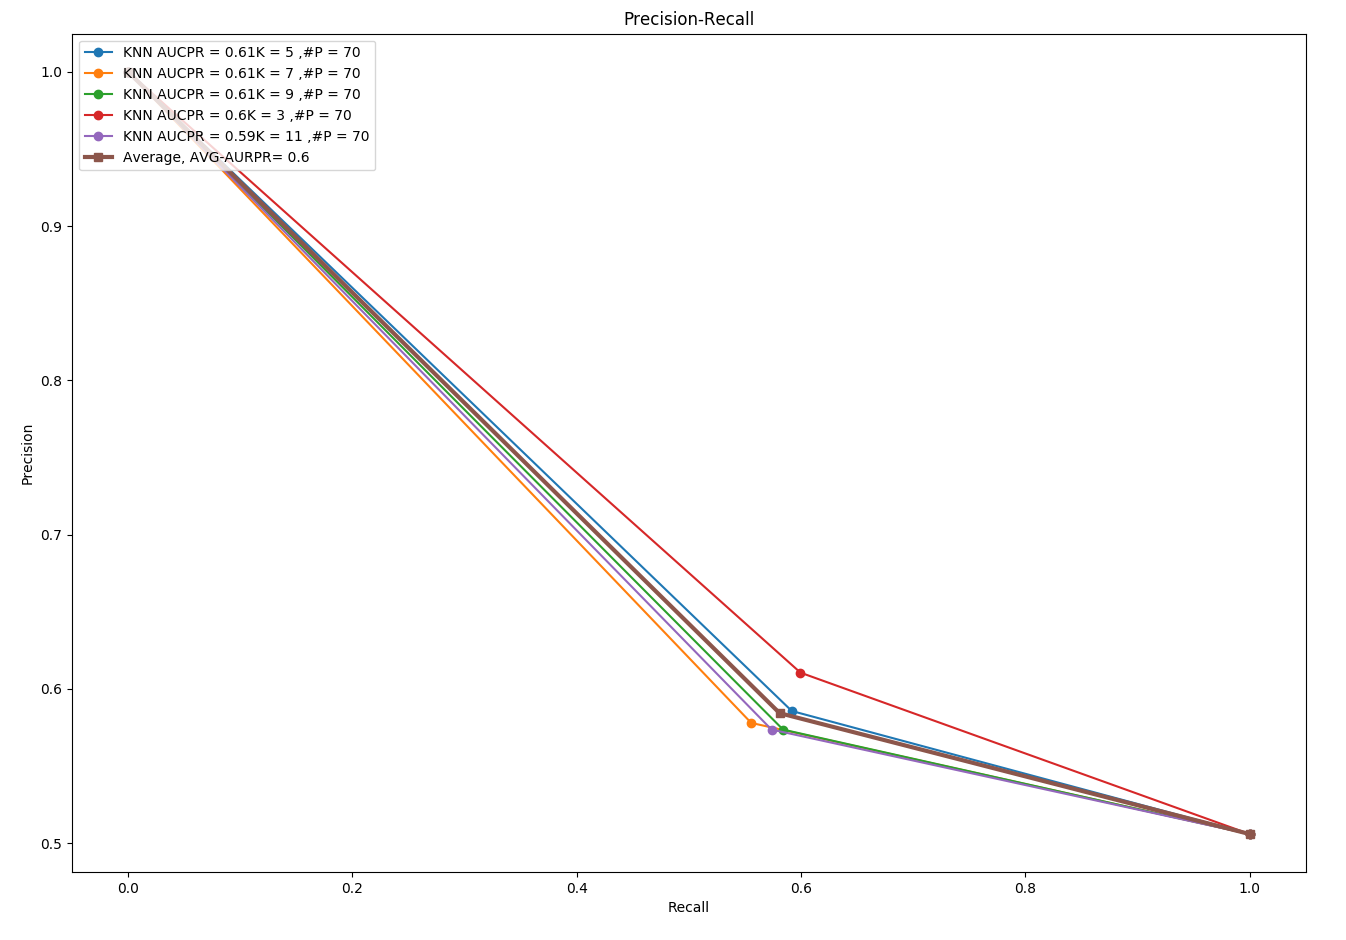 Precision-Recall
KNN AUCPR = 0.61K = 5 ,#P = 70
KNN AUCPR = 0.61K = 7 ,#P = 70
KNN AUCPR = 0.61K = 9 ,#P = 70
KNN AUCPR = 0.6K = 3 ,#P = 70
KNN AUCPR = 0.59K = 11 ,#P = 70
Average, AVG-AURPR= 0.6
1.0
0.9
0.8
0.7
0.6
0.5
Precision
0.0 0.2 0.4 0.6 0.8 1.0
Recall